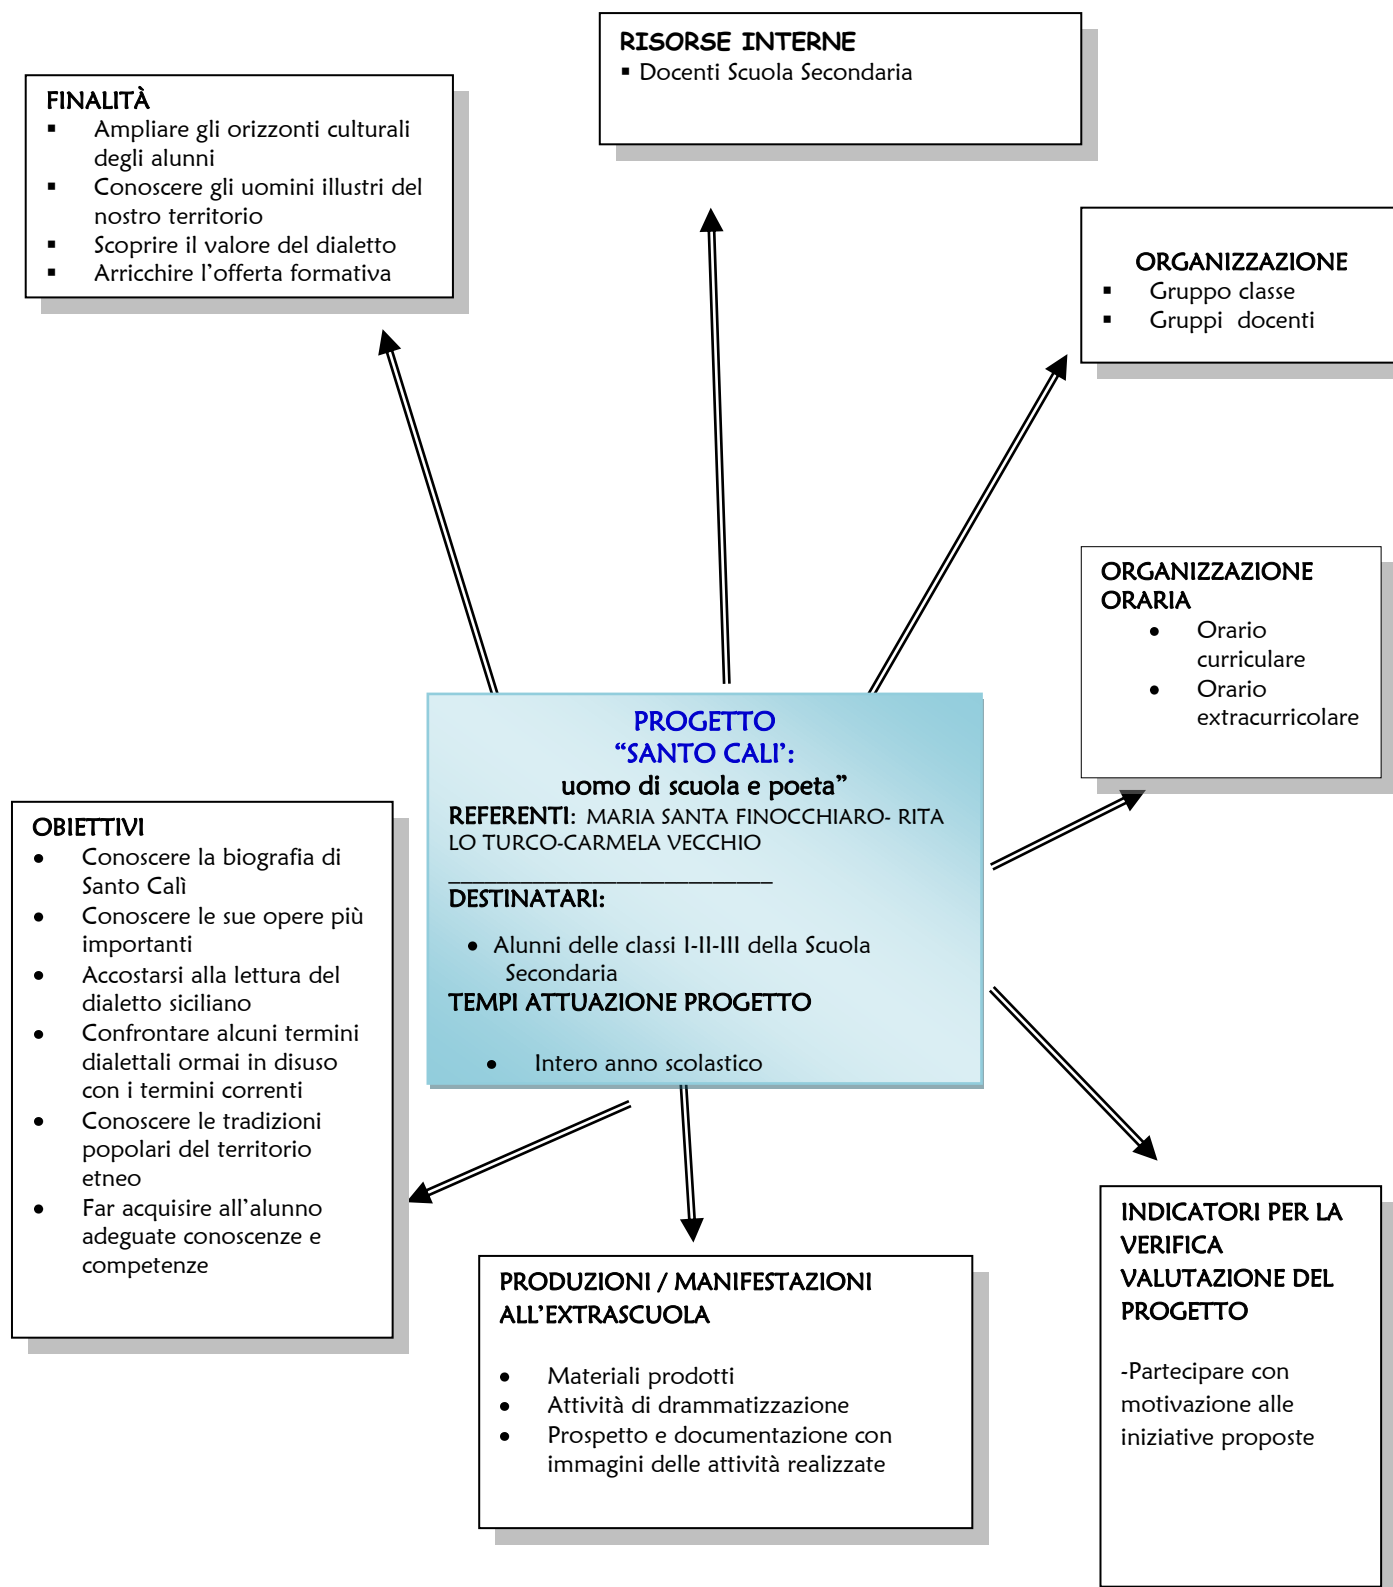 RISORSE INTERNE
▪ Docenti Scuola Secondaria
FINALITÀ
▪ Ampliare gli orizzonti culturali
degli alunni
▪ Conoscere gli uomini illustri del
nostro territorio
▪ Scoprire il valore del dialetto
▪ Arricchire l’offerta formativa
ORGANIZZAZIONE
▪ Gruppo classe
▪ Gruppi docenti
ORGANIZZAZIONE
ORARIA
• Orario
curriculare
• Orario
extracurricolare
PROGETTO
“SANTO CALI’:
uomo di scuola e poeta”
REFERENTI: MARIA SANTA FINOCCHIARO- RITA
LO TURCO-CARMELA VECCHIO
___________________________
DESTINATARI:
• Alunni delle classi I-II-III della Scuola
Secondaria
TEMPI ATTUAZIONE PROGETTO
• Intero anno scolastico
OBIETTIVI
• Conoscere la biografia di
Santo Calì
• Conoscere le sue opere più
importanti
• Accostarsi alla lettura del
dialetto siciliano
• Confrontare alcuni termini
dialettali ormai in disuso
con i termini correnti
• Conoscere le tradizioni
popolari del territorio
etneo
• Far acquisire all’alunno
adeguate conoscenze e
competenze
PRODUZIONI / MANIFESTAZIONI
ALL’EXTRASCUOLA
• Materiali prodotti
• Attività di drammatizzazione
• Prospetto e documentazione con
immagini delle attività realizzate
INDICATORI PER LA
VERIFICA
VALUTAZIONE DEL
PROGETTO
-Partecipare con
motivazione alle
iniziative proposte